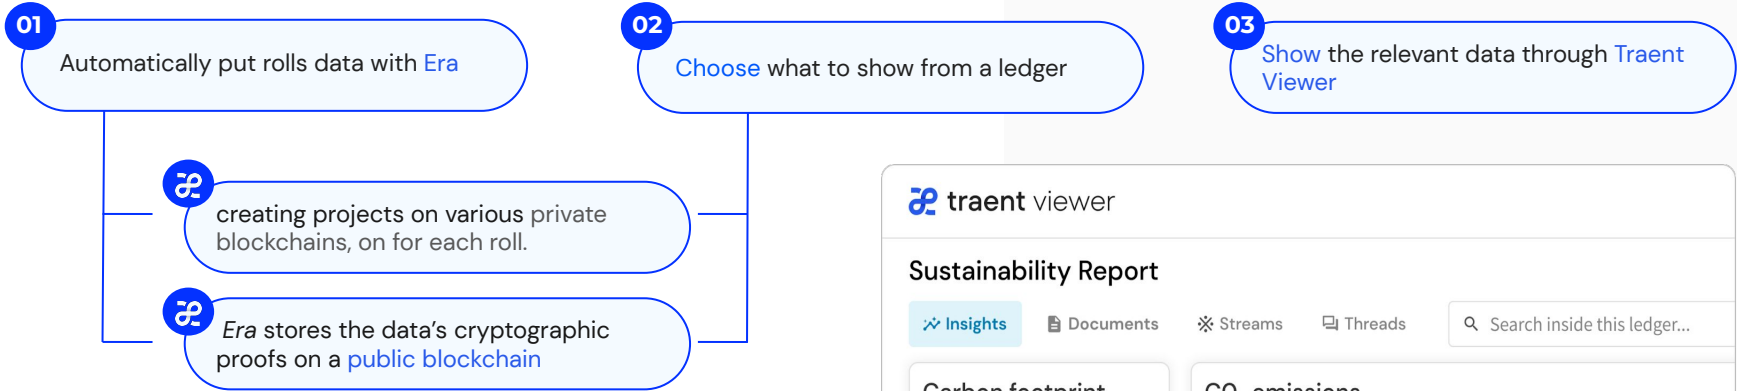 01
Automatically put rolls data with Era
creating projects on various private
blockchains, on for each roll.
Era stores the data's cryptographic
proofs on a public blockchain
02
Choose what to show from a ledger
03
Show the relevant data through Traent
Viewer
traent viewer
Sustainability Report
Insights
Documents
Streams
Threads
Search inside this ledger...
Carbon footprint
CO₂ emissions